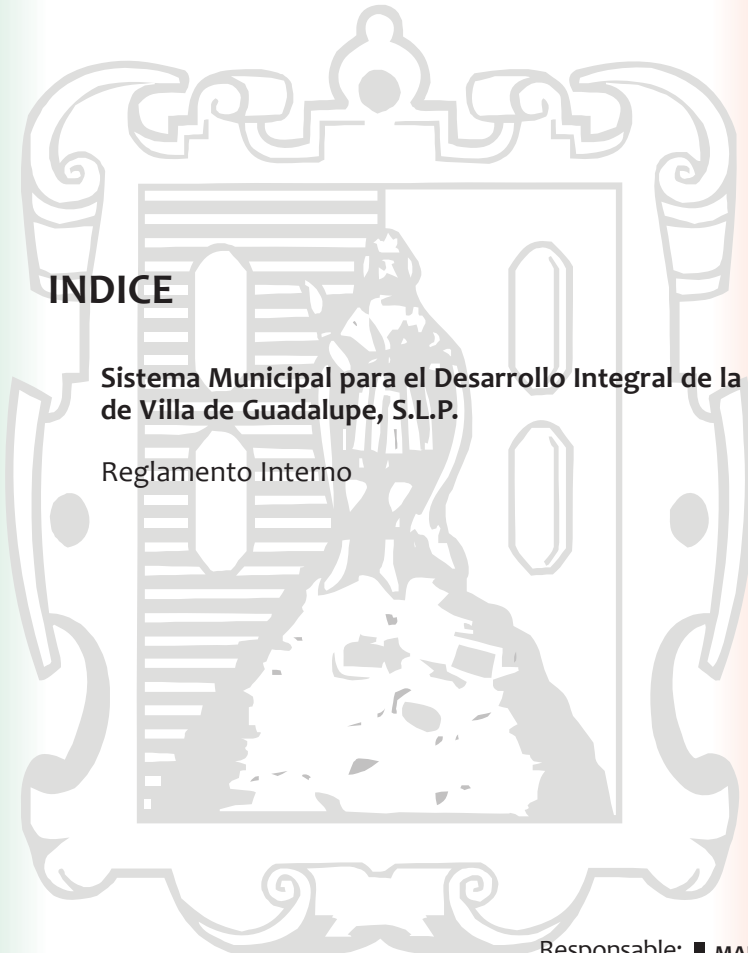 INDICE
Sistema Municipal para el Desarrollo Integral de la
de Villa de Guadalupe, S.L.P.
Reglamento Interno
Responsable: